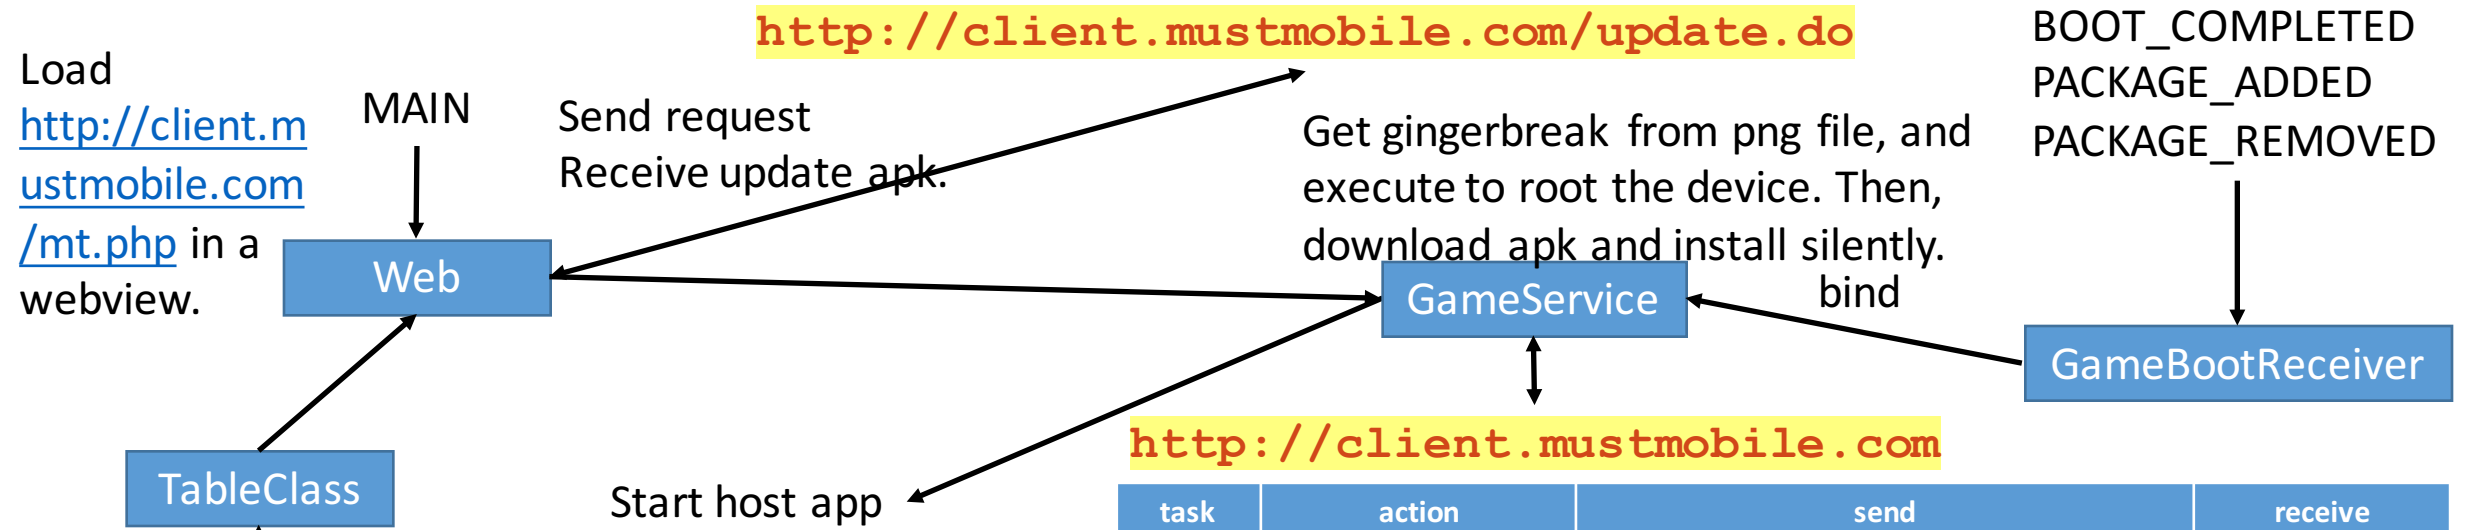 http://client.mustmobile.com/update.do
BOOT_COMPLETED
PACKAGE_ADDED
PACKAGE_REMOVED
Load
http://client.m
ustmobile.com
/mt.php in a
webview.
MAIN
Send request
Receive update apk.
Get gingerbreak from png file, and
execute to root the device. Then,
download apk and install silently.
Web
GameService
bind
GameBootReceiver
http://client.mustmobile.com
TableClass
Start host app
task action send receive